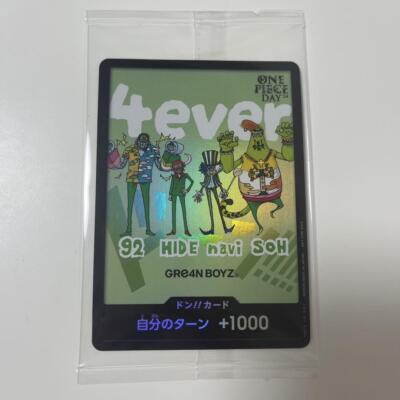 ONE
PIECE
DAY
4ever
92 HIDE navi SOH
GRe4N BOYZ
ドン!!カード
自分のターン +1000